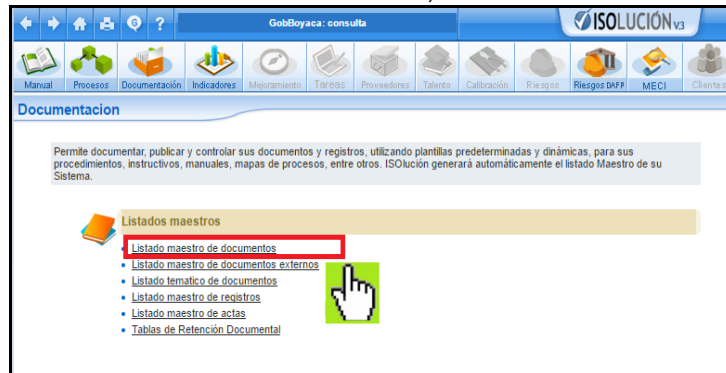 ?
GobBoyaca: consulta
ISOLUCIÓN V3
Manual Procesos Documentación Indicadores Mejoramiento Tareas Proveedores Talento Calibración Riesgos Riesgos DAFP MECI Clientes
Documentacion
Permite documentar, publicar y controlar sus documentos y registros, utilizando plantillas predeterminadas y dinámicas, para sus
procedimientos, instructivos, manuales, mapas de procesos, entre otros. ISOlución generará automáticamente el listado Maestro de su
Sistema.
Listados maestros
Listado maestro de documentos
Listado maestro de documentos externos
Listado tematico de documentos
Listado maestro de registros
Listado maestro de actas
Tablas de Retención Documental